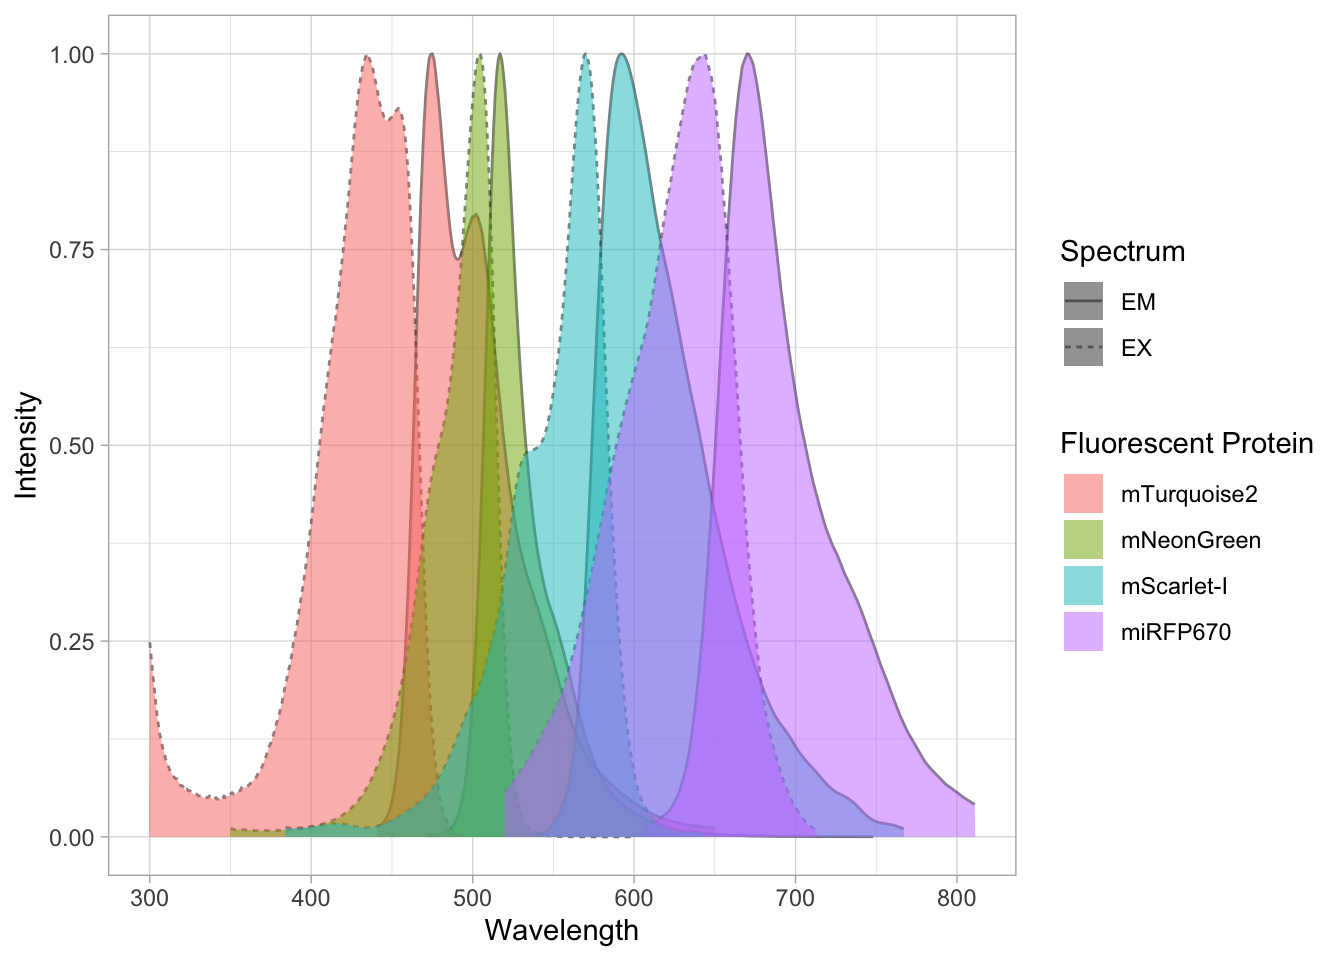 1.00
0.75
0.50
0.25
0.00
Intensity
300 400 500 600 700 800
Wavelength
Spectrum
EM
EX
Fluorescent Protein
mTurquoise2
mNeonGreen
mScarlet-I
miRFP670